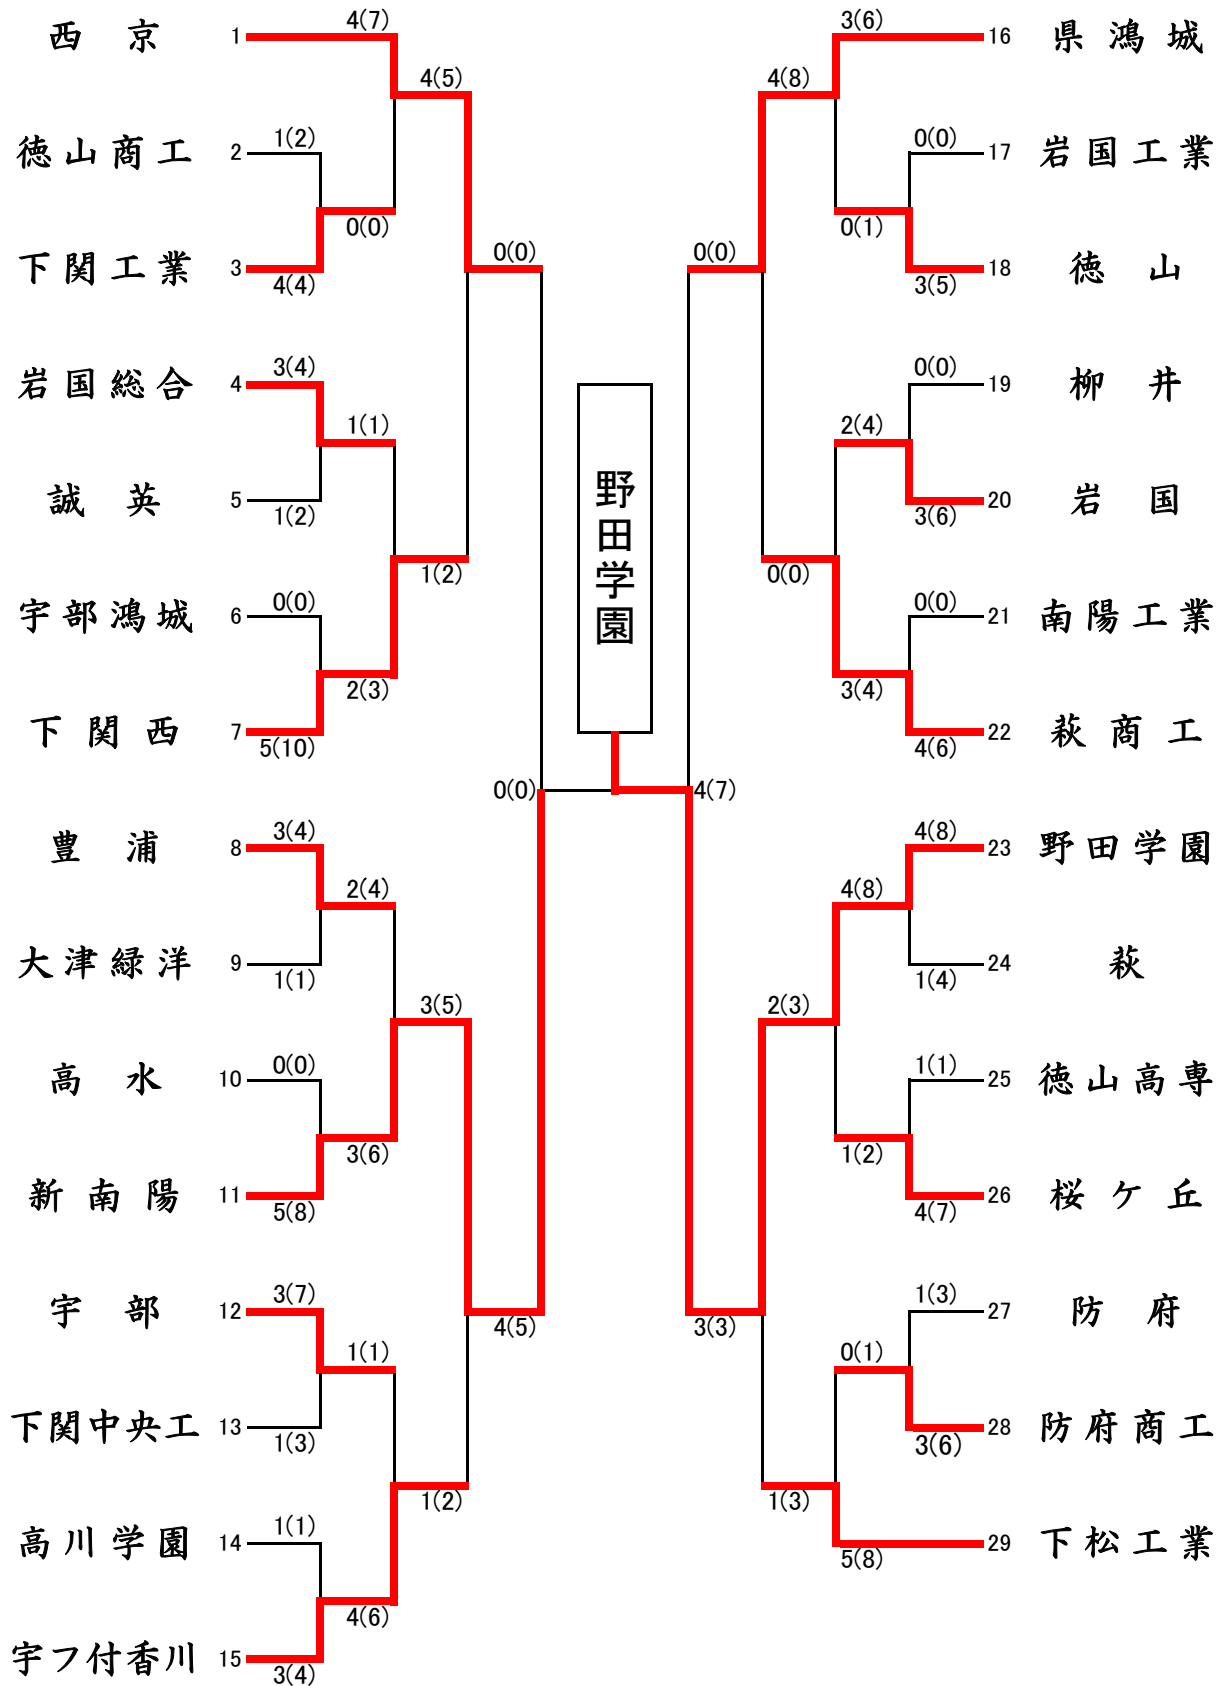 西京 1 4(7)
4(5)
徳山商工 2 1(2)
0(0)
下関工業 3 4(4)
0(0)
岩国総合 4 3(4)
1(1)
誠英 5 1(2)
1(2)
宇部鴻城 6 0(0)
2(3)
下関西 7 5(10)
0(0)
豊浦 8 3(4)
2(4)
大津緑洋 9 1(1)
3(5)
高水 10 0(0)
3(6)
新南陽 11 5(8)
4(5)
宇部 12 3(7)
1(1)
下関中央工 13 1(3)
1(2)
高川学園 14 1(1)
4(6)
宇フ付香川 15 3(4)
野田学園
3(6) 16 県鴻城
4(8)
0(0) 17 岩国工業
0(1)
3(5) 18 徳山
0(0)
0(0) 19 柳井
2(4)
3(6) 20 岩国
0(0)
0(0) 21 南陽工業
3(4)
4(6) 22 萩商工
4(7)
4(8) 23 野田学園
4(8)
1(4) 24 萩
2(3)
1(1) 25 徳山高専
1(2)
4(7) 26 桜ケ丘
3(3)
1(3) 27 防府
0(1)
3(6) 28 防府商工
1(3)
5(8) 29 下松工業